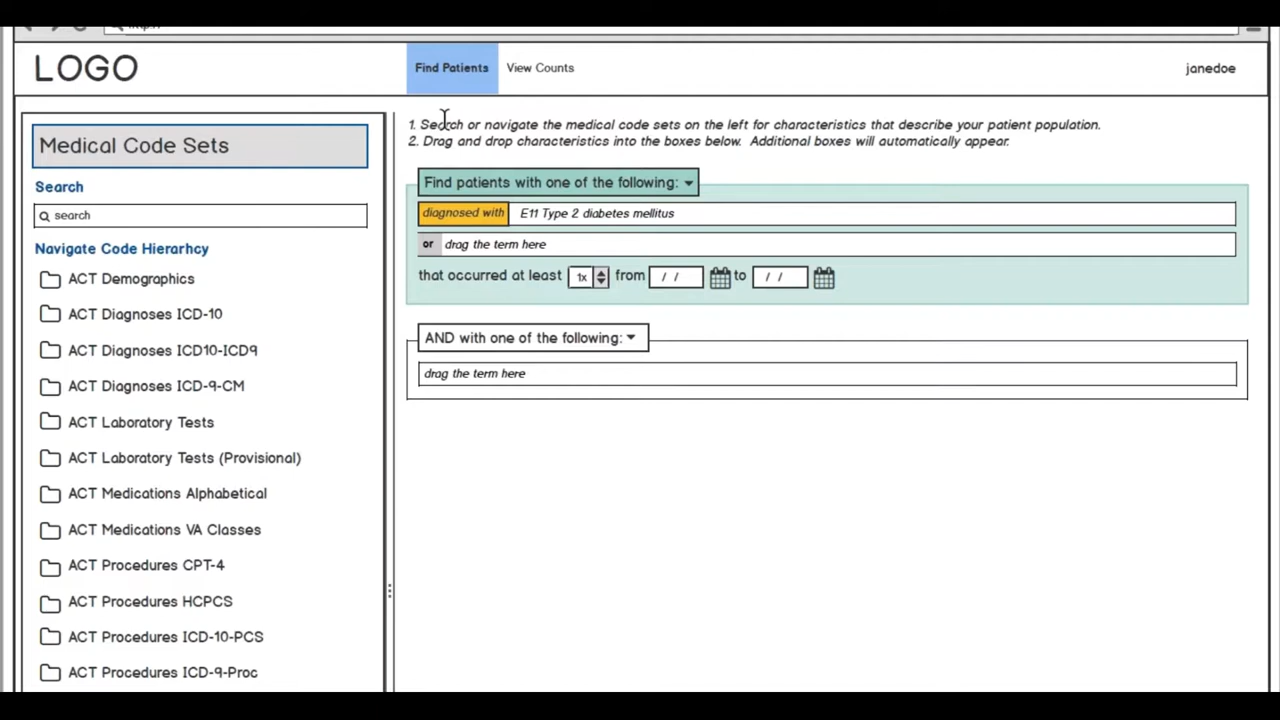 LOGO
Find Patients
View Counts
janedoe
Medical Code Sets
Search
search
Navigate Code Hierarhcy
ACT Demographics
ACT Diagnoses ICD-10
ACT Diagnoses ICD10-ICD9
ACT Diagnoses ICD-9-CM
ACT Laboratory Tests
ACT Laboratory Tests (Provisional)
ACT Medications Alphabetical
ACT Medications VA Classes
ACT Procedures CPT-4
ACT Procedures HCPCS
ACT Procedures ICD-10-PCS
ACT Procedures ICD-9-Proc
1. Search or navigate the medical code sets on the left for characteristics that describe your patient population.
2. Drag and drop characteristics into the boxes below. Additional boxes will automatically appear.
Find patients with one of the following:
diagnosed with E11 Type 2 diabetes mellitus
or drag the term here
that occurred at least 1x from / / to / /
AND with one of the following:
drag the term here